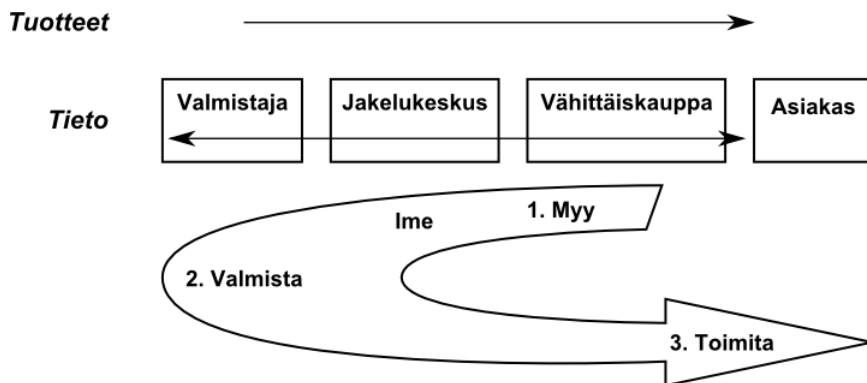 Tuotteet
Tieto
Valmistaja
Jakelukeskus
Vähittäiskauppa
Asiakas
Ime
1. Myy
2. Valmista
3. Toimita